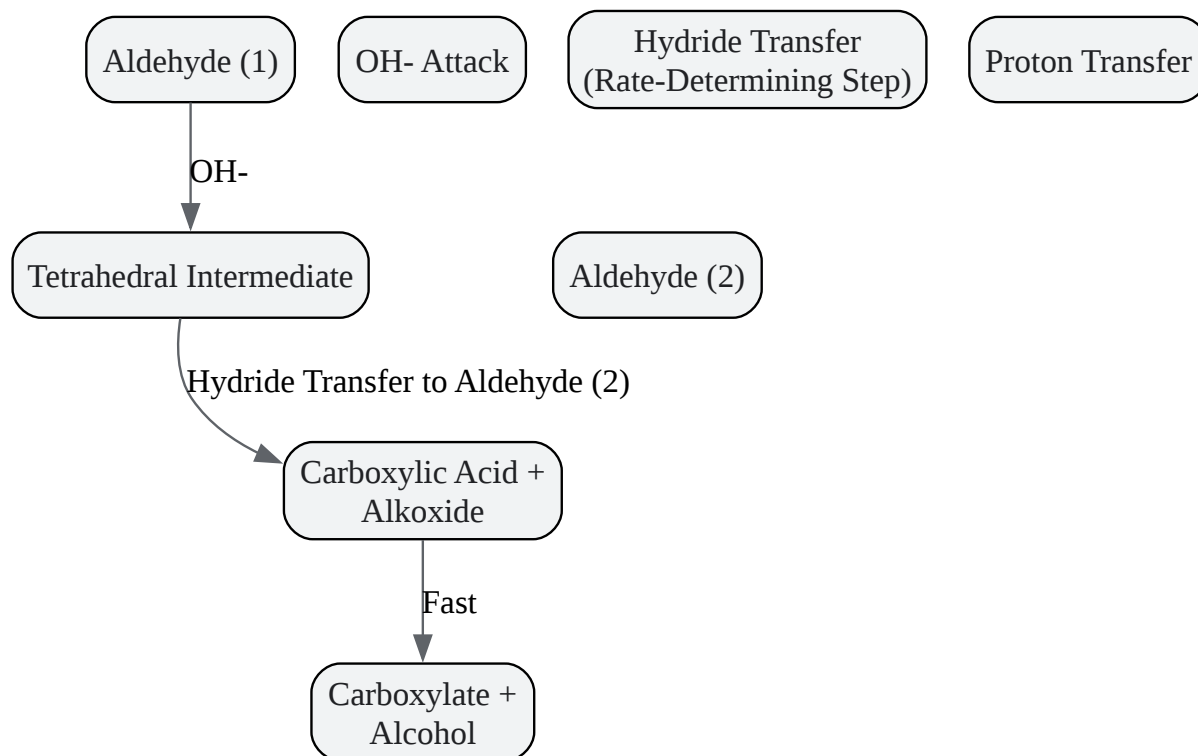 Aldehyde (1)
OH- Attack
Hydride Transfer
(Rate-Determining Step)
Proton Transfer
OH-
Tetrahedral Intermediate
Aldehyde (2)
Hydride Transfer to Aldehyde (2)
Carboxylic Acid +
Alkoxide
Fast
Carboxylate +
Alcohol